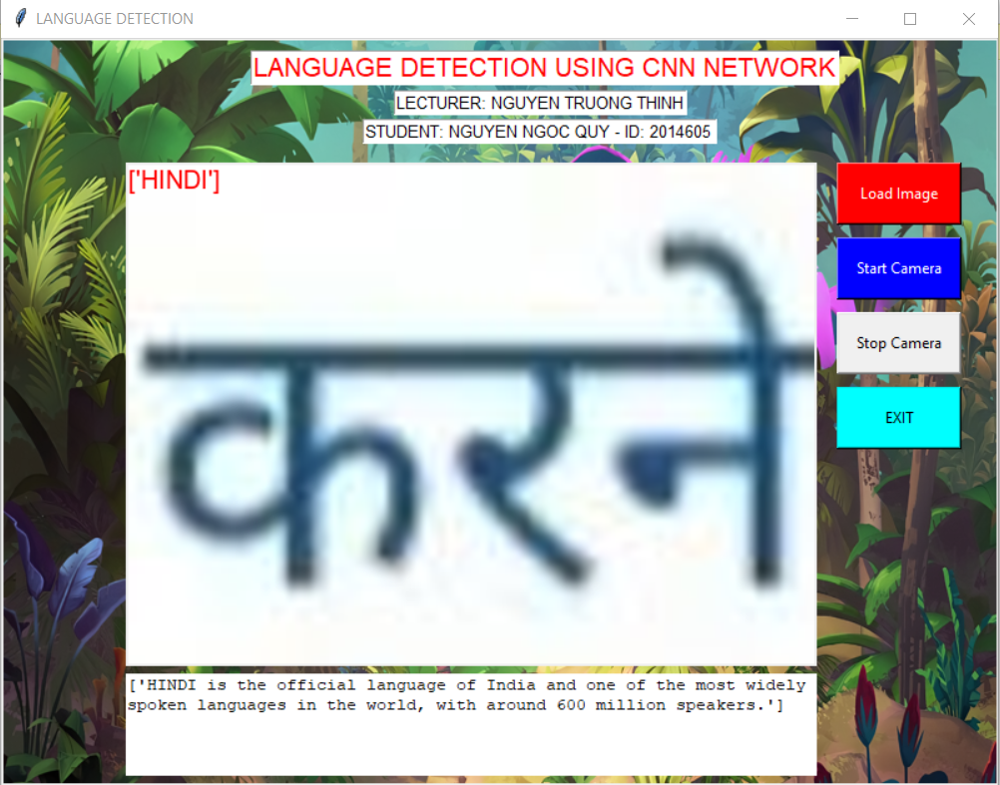 LANGUAGE DETECTION
LANGUAGE DETECTION USING CNN NETWORK
LECTURER: NGUYEN TRUONG THINH
STUDENT: NGUYEN NGOC QUY - ID: 2014605
['HINDI']
करने
Load Image
Start Camera
Stop Camera
EXIT
['HINDI is the official language of India and one of the most widely
spoken languages in the world, with around 600 million speakers.']